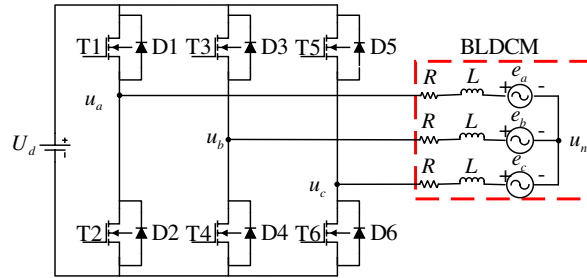 T1 D1 T3 D3 T5 D5
BLDCM
u_a R L + e_a -
U_d + -
u_b R L + e_b - u_n
u_c R L + e_c -
T2 D2 T4 D4 T6 D6